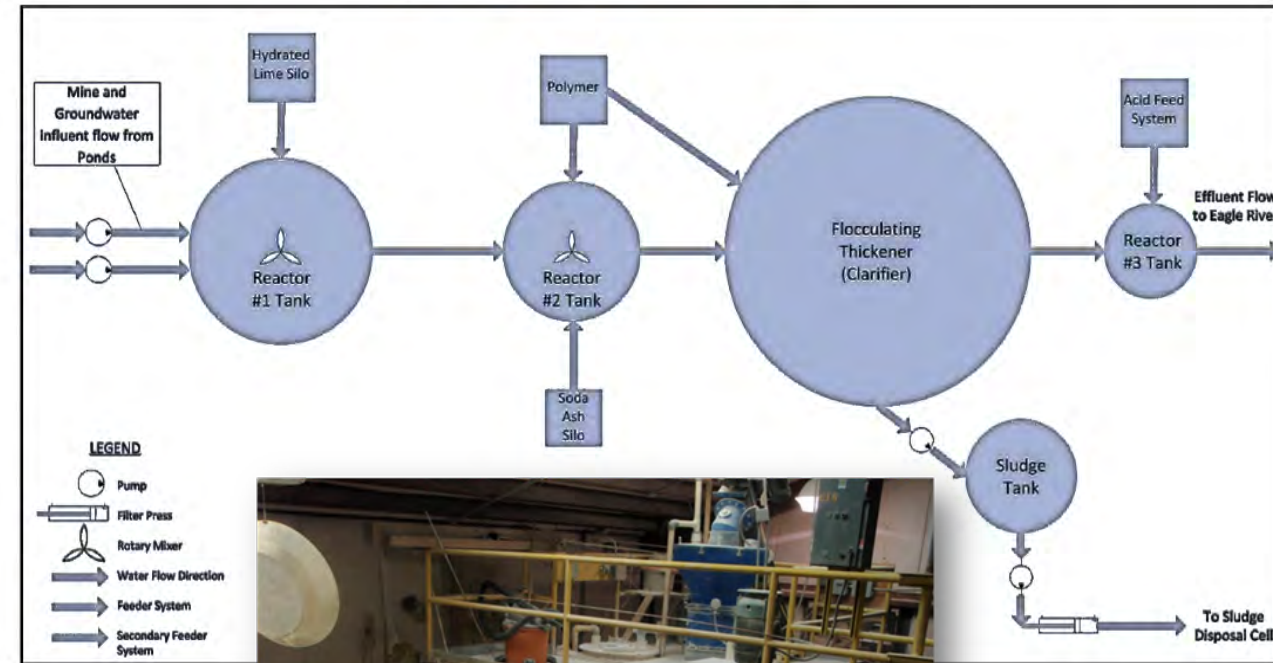 Hydrated
Lime Silo
Mine and
Groundwater
Influent flow from
Ponds
Polymer
Acid Feed
System
Reactor
#1 Tank
Reactor
#2 Tank
Flocculating
Thickener
(Clarifier)
Reactor
#3 Tank
Effluent Flow
to Eagle River
Soda
Ash
Silo
Sludge
Tank
To Sludge
Disposal Cell
LEGEND
Pump
Filter Press
Rotary Mixer
Water Flow Direction
Feeder System
Secondary Feeder
System